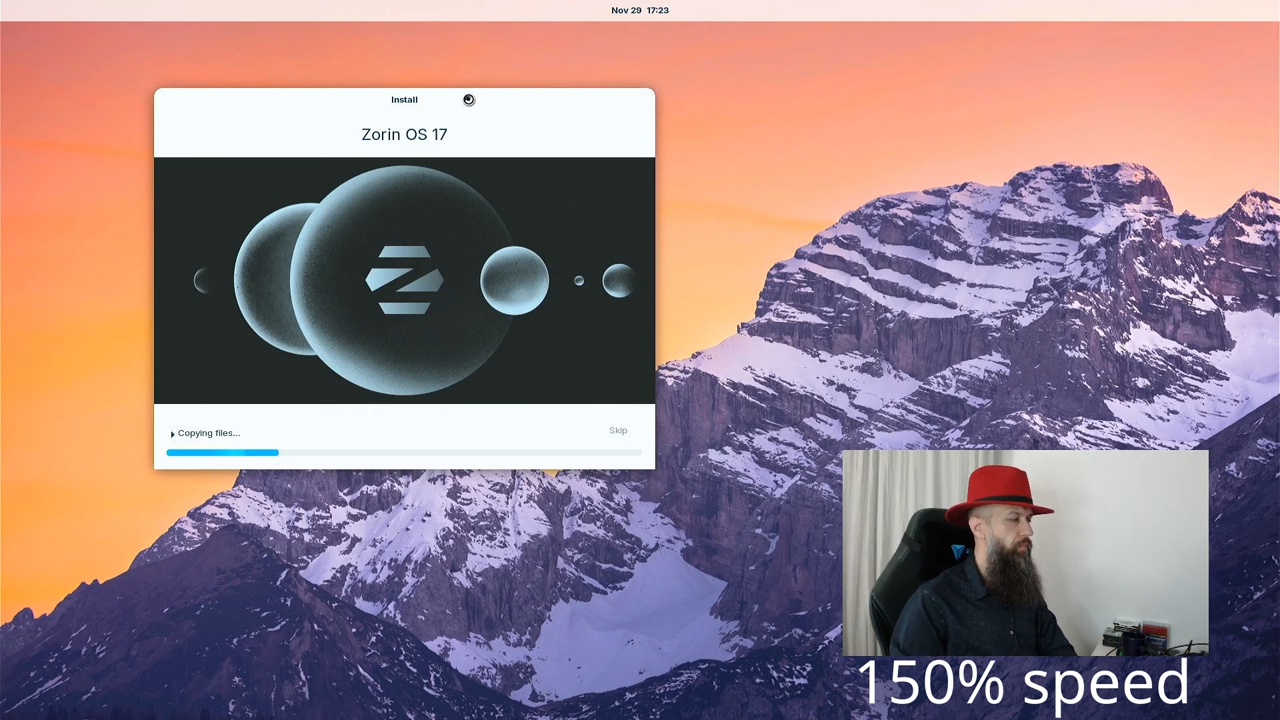 Nov 29 17:23
Install
Zorin OS 17
Copying files...
Skip
150% speed